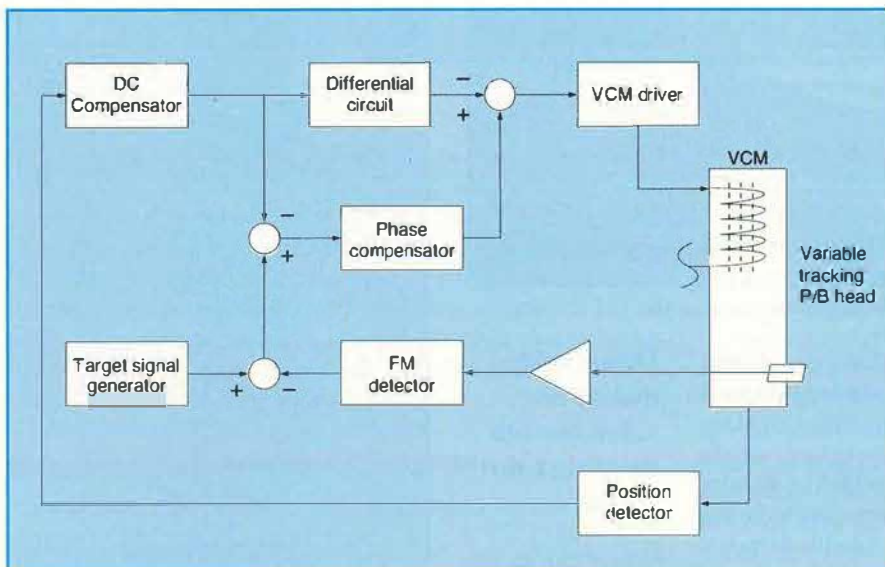 DC
Compensator
Differential
circuit
−
+
VCM driver
VCM
−
+
Phase
compensator
Variable
tracking
P/B head
Target signal
generator
+
−
FM
detector
Position
detector